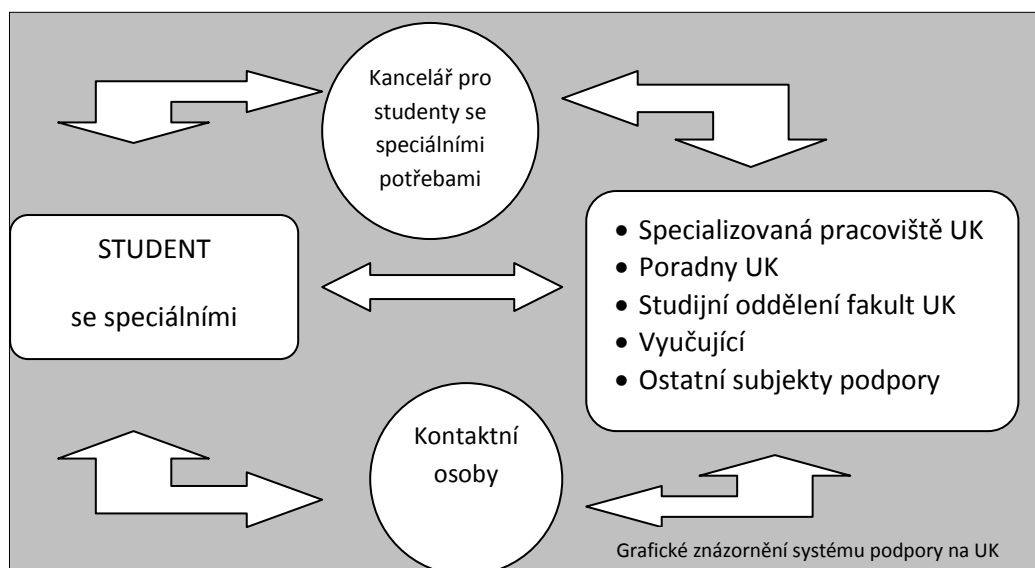 Kancelář pro
studenty se
speciálními
potřebami
STUDENT
se speciálními
• Specializovaná pracoviště UK
• Poradny UK
• Studijní oddělení fakult UK
• Vyučující
• Ostatní subjekty podpory
Kontaktní
osoby
Grafické znázornění systému podpory na UK